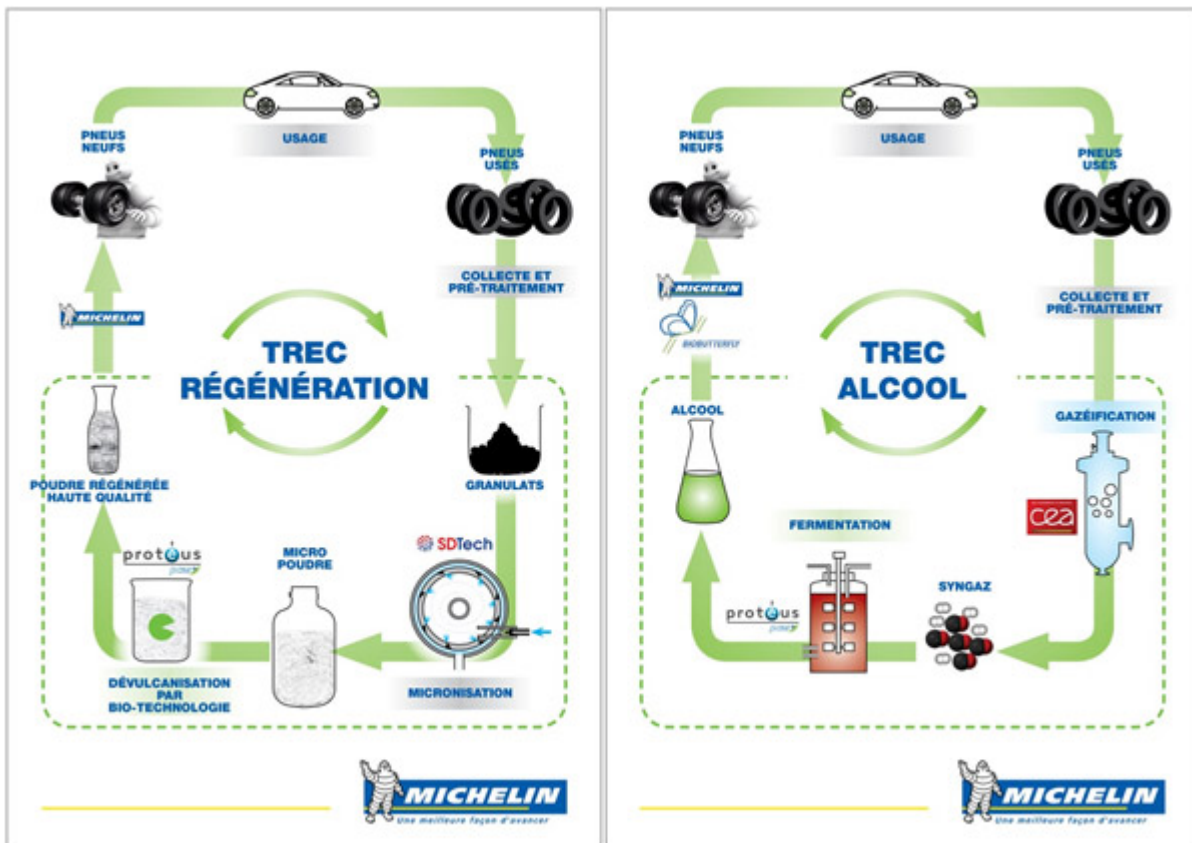 USAGE
PNEUS
NEUFS
PNEUS
USÉS
COLLECTE ET
PRÉ-TRAITEMENT
MICHELIN
TREC
RÉGÉNÉRATION
POUDRE RÉGÉNÉRÉE
HAUTE QUALITÉ
GRANULATS
SDTech
MICRO
POUDRE
protéus
DÉVULCANISATION
PAR
BIO-TECHNOLOGIE
MICRONISATION
MICHELIN
Une meilleure façon d'avancer
USAGE
PNEUS
NEUFS
PNEUS
USÉS
COLLECTE ET
PRÉ-TRAITEMENT
MICHELIN
BIOBUTTERFLY
TREC
ALCOOL
ALCOOL
GAZÉIFICATION
cea
FERMENTATION
SYNGAZ
protéus
MICHELIN
Une meilleure façon d'avancer